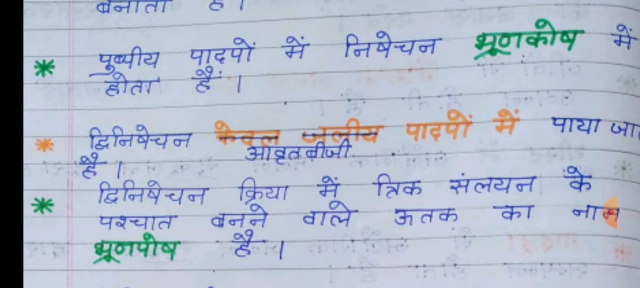 बनाता है।
* पुष्पीय पादपों में निषेचन भ्रूणकोष में
होता हैं।
* द्विनिषेचन केवल जलीय पादपों में पाया जा
आवृतबीजी
है।
* द्विनिषेचन क्रिया में त्रिक संलयन के
पश्चात बनने वाले ऊतक का नाम
भ्रूणपोष है।